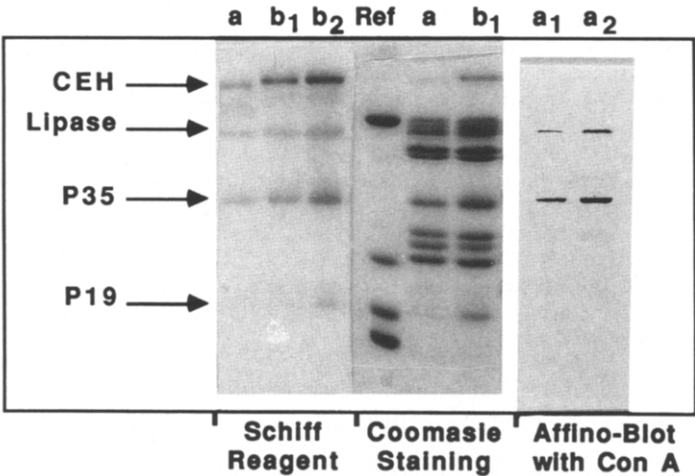 a b1 b2 Ref a b1 a1 a2
CEH
Lipase
P35
P19
Schiff Coomasie Affino-Blot
Reagent Staining with Con A